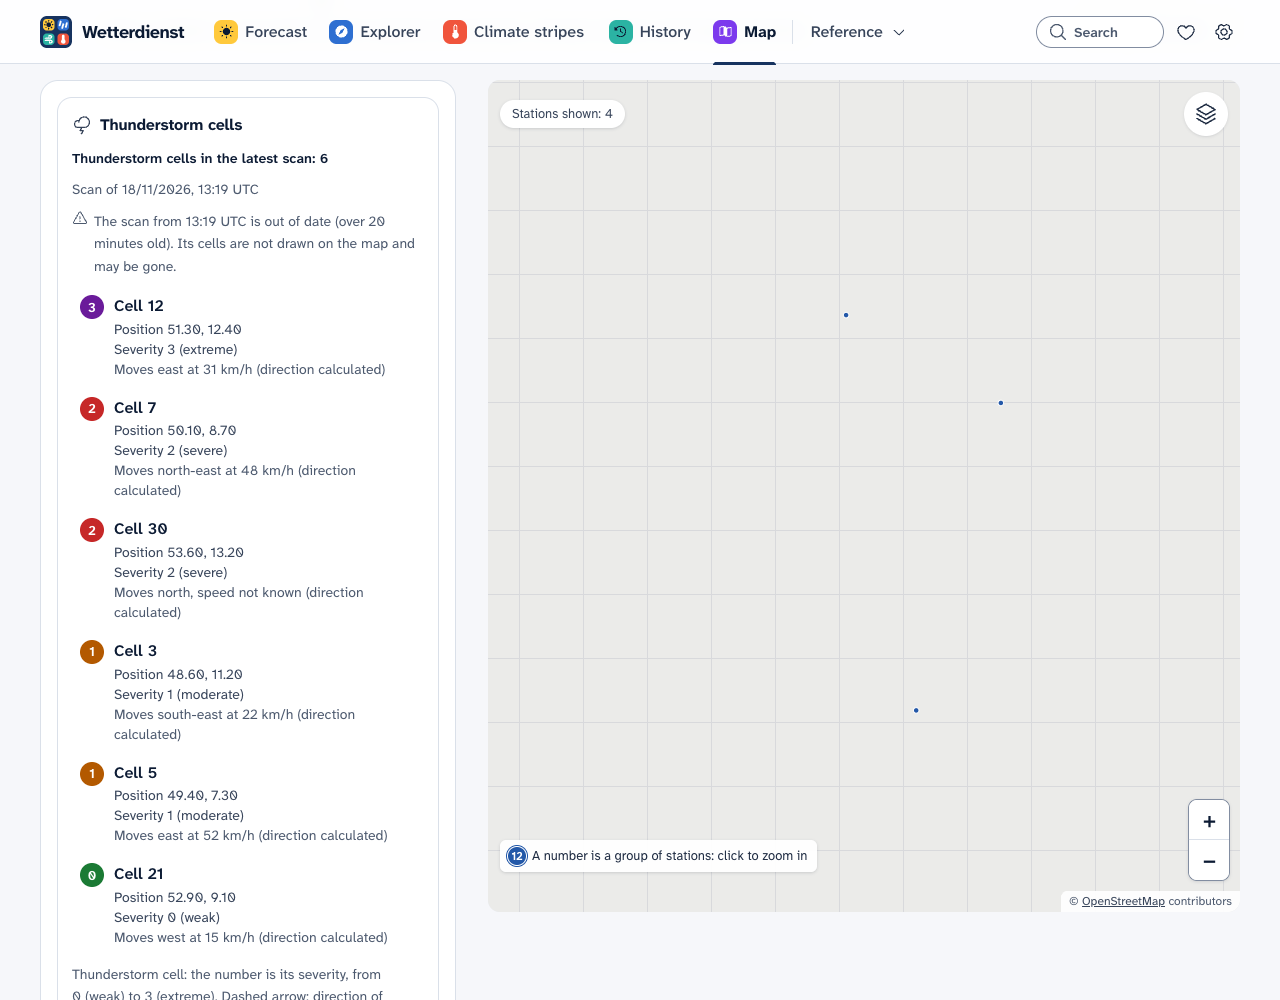 Wetterdienst
Forecast
Explorer
Climate stripes
History
Map
Reference
Search
Thunderstorm cells
Thunderstorm cells in the latest scan: 6
Scan of 18/11/2026, 13:19 UTC
The scan from 13:19 UTC is out of date (over 20
minutes old). Its cells are not drawn on the map and
may be gone.
3 Cell 12
Position 51.30, 12.40
Severity 3 (extreme)
Moves east at 31 km/h (direction calculated)
2 Cell 7
Position 50.10, 8.70
Severity 2 (severe)
Moves north-east at 48 km/h (direction
calculated)
2 Cell 30
Position 53.60, 13.20
Severity 2 (severe)
Moves north, speed not known (direction
calculated)
1 Cell 3
Position 48.60, 11.20
Severity 1 (moderate)
Moves south-east at 22 km/h (direction
calculated)
1 Cell 5
Position 49.40, 7.30
Severity 1 (moderate)
Moves east at 52 km/h (direction calculated)
0 Cell 21
Position 52.90, 9.10
Severity 0 (weak)
Moves west at 15 km/h (direction calculated)
Thunderstorm cell: the number is its severity, from
0 (weak) to 3 (extreme). Dashed arrow: direction of
Stations shown: 4
+
−
12 A number is a group of stations: click to zoom in
© OpenStreetMap contributors